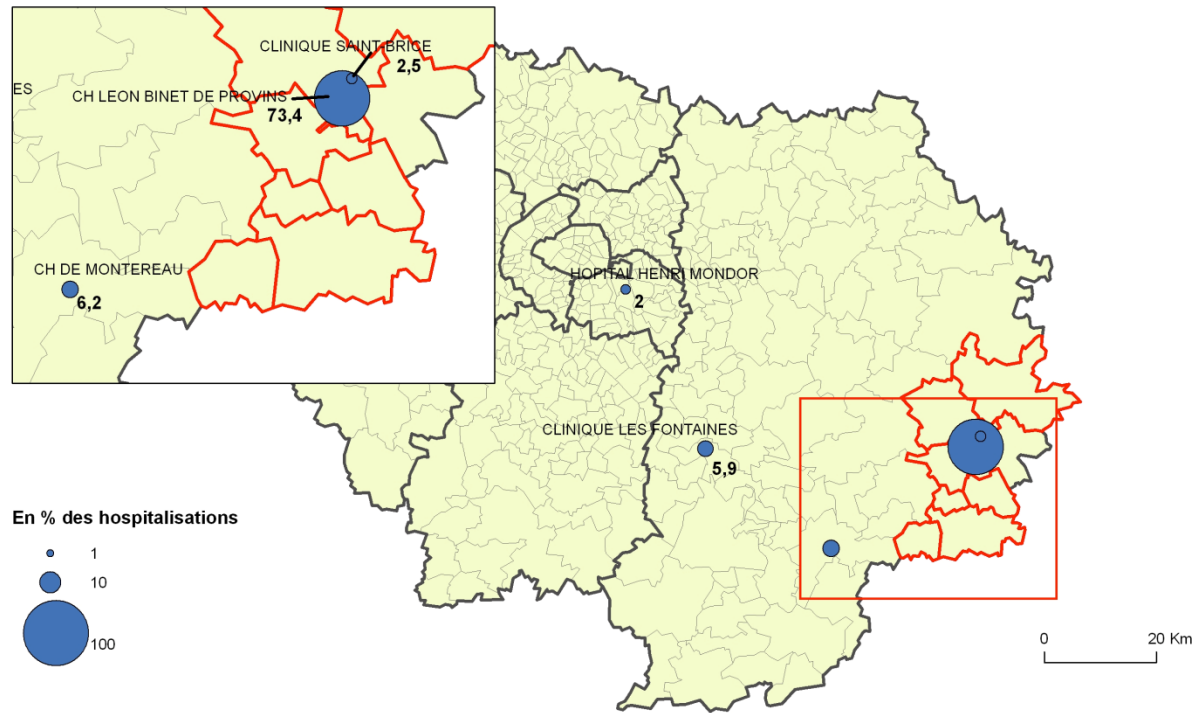 CLINIQUE SAINT-BRICE
2,5
ES
CH LEON BINET DE PROVINS
73,4
CH DE MONTEREAU
6,2
HOPITAL HENRI MONDOR
2
CLINIQUE LES FONTAINES
5,9
En % des hospitalisations
1
10
100
0 20 Km